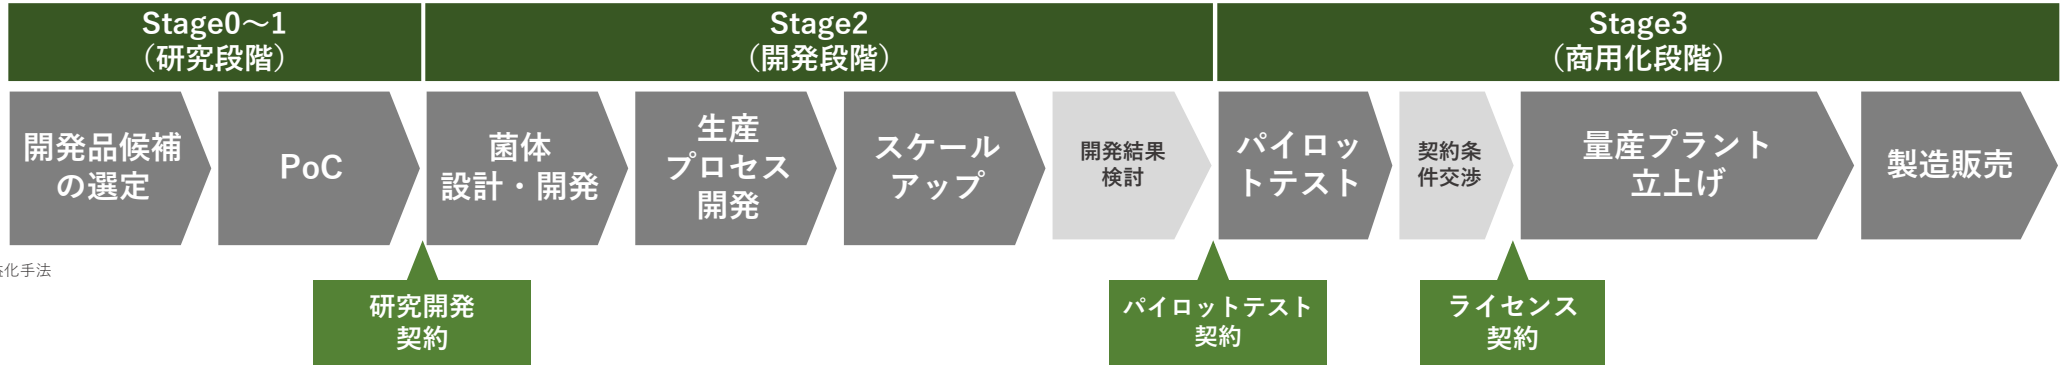 Stage0～1
（研究段階）
Stage2
（開発段階）
Stage3
（商用化段階）
開発品候補
の選定
PoC
菌体
設計・開発
生産
プロセス
開発
スケール
アップ
開発結果
検討
パイロッ
トテスト
契約条
件交渉
量産プラント
立上げ
製造販売
化手法
研究開発
契約
パイロットテスト
契約
ライセンス
契約